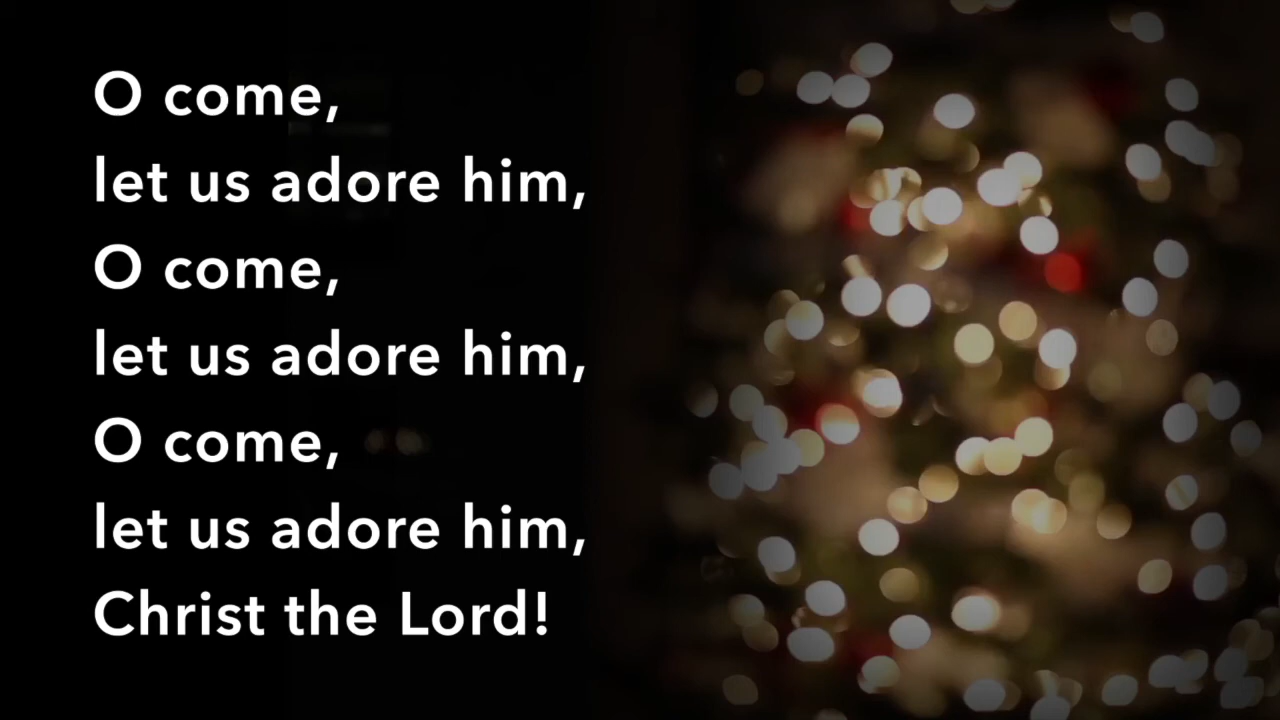 O come,
let us adore him,
O come,
let us adore him,
O come,
let us adore him,
Christ the Lord!